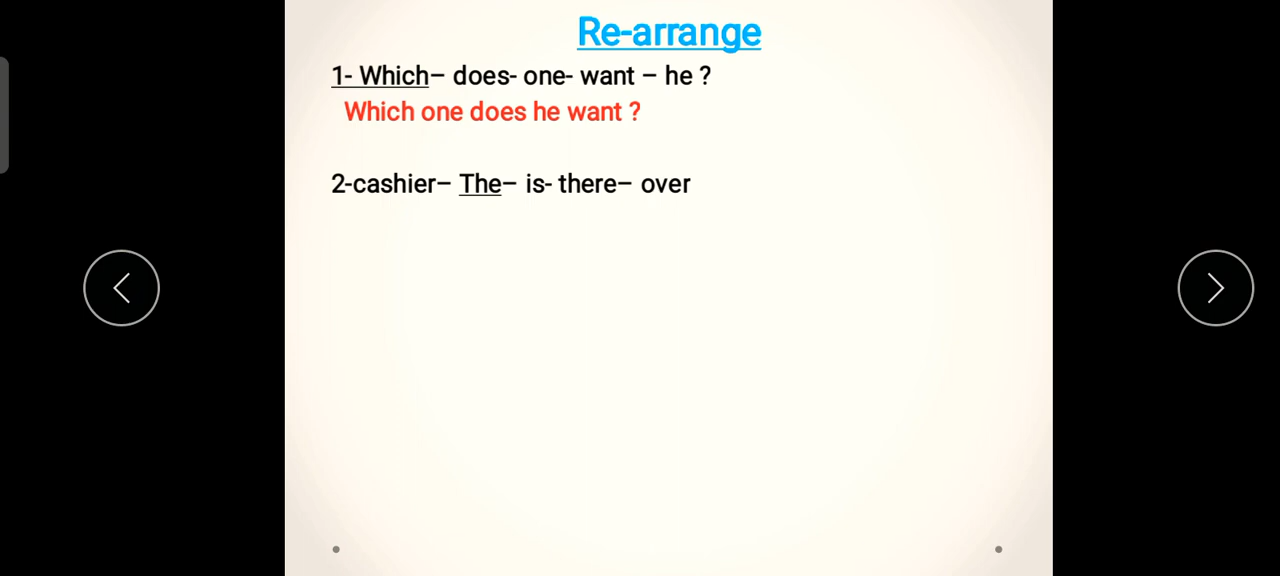 Re-arrange
1- Which– does- one- want – he ?
Which one does he want ?
2-cashier– The– is- there– over